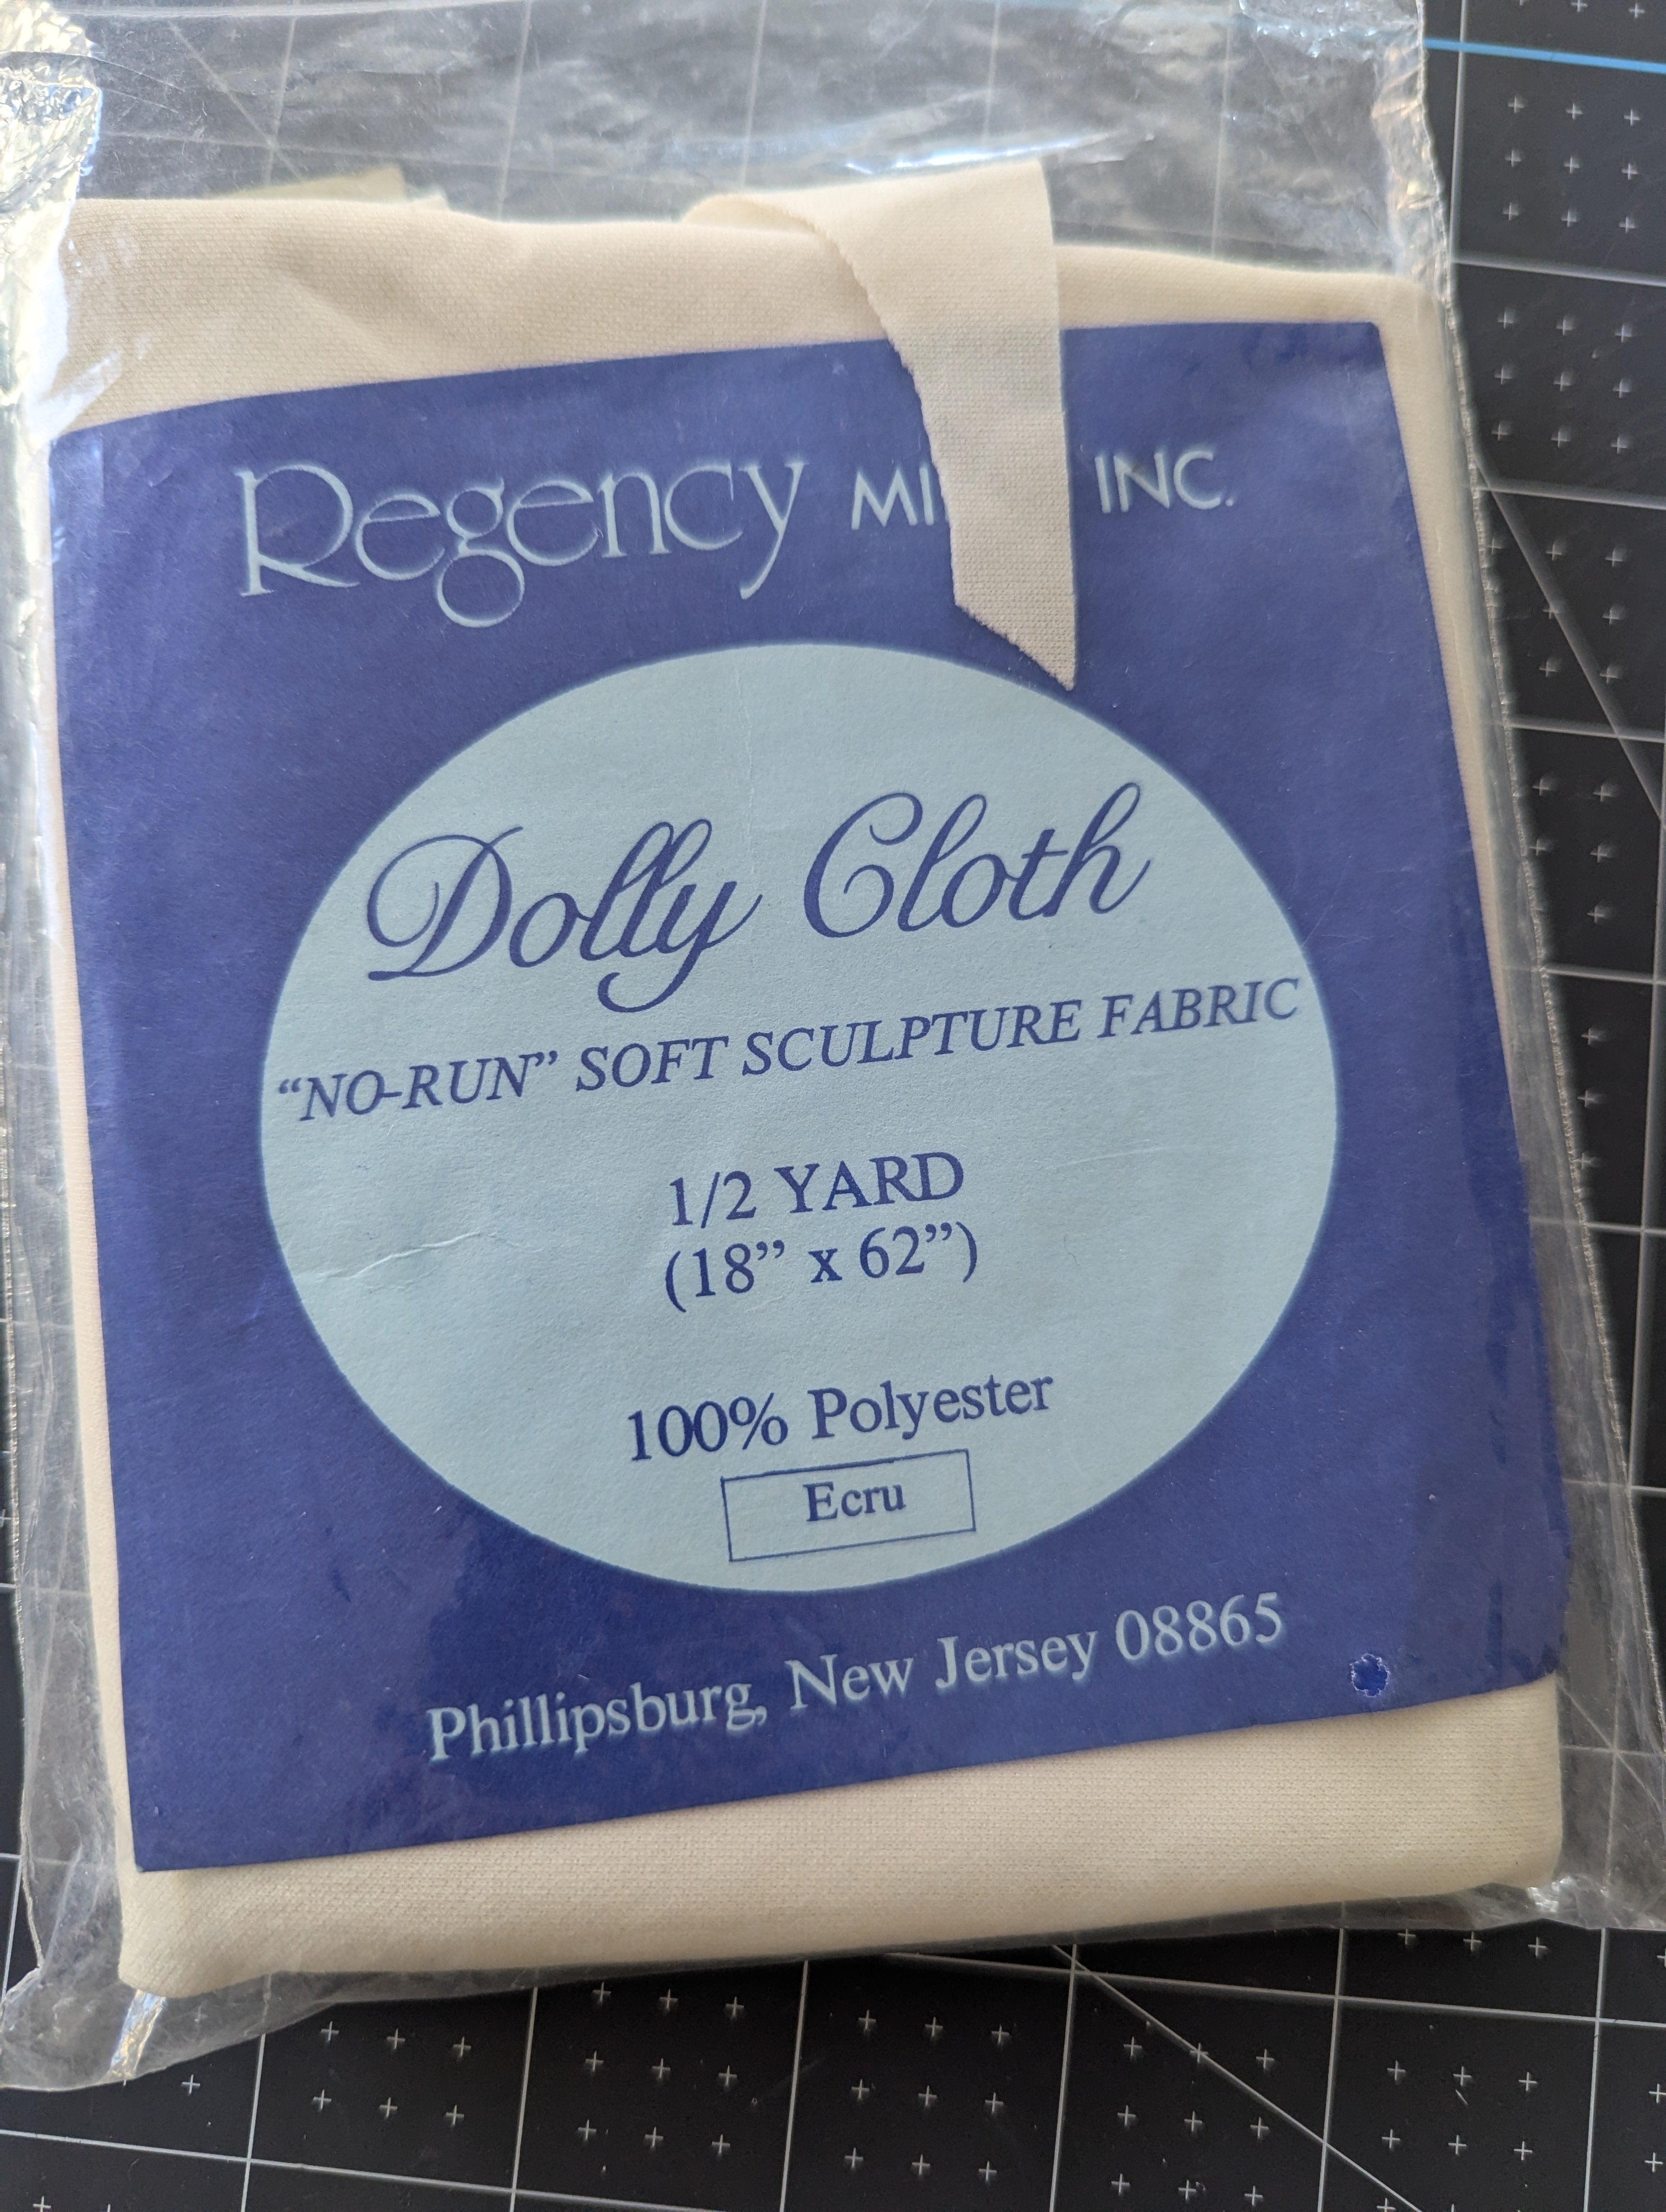 Regency INC.
Dolly Cloth
“NO-RUN” SOFT SCULPTURE FABRIC
1/2 YARD
(18” x 62”)
100% Polyester
Ecru
Phillipsburg, New Jersey 08865